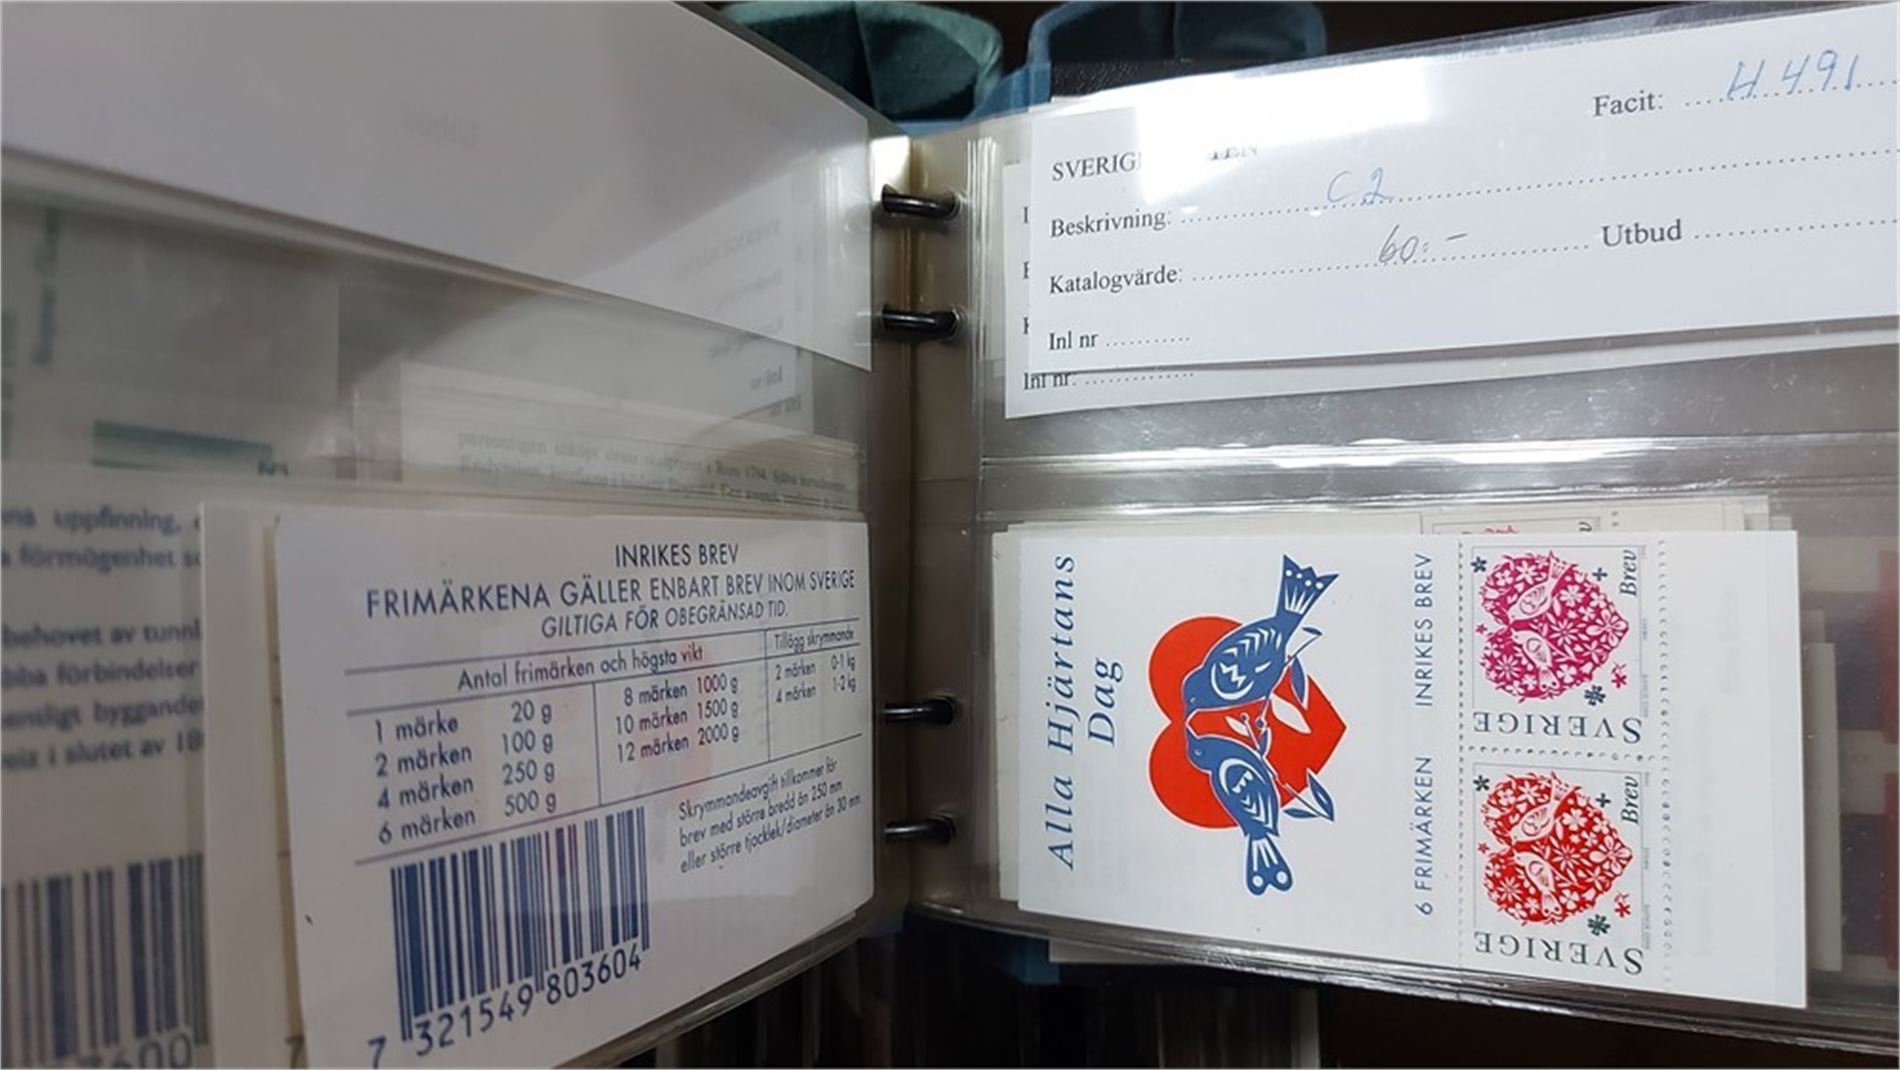 INRIKES BREV
FRIMÄRKENA GÄLLER ENBART BREV INOM SVERIGE
GILTIGA FÖR OBEGRÄNSAD TID.
Antal frimärken och högsta vikt
Tillägg skrymmande
1 märke 20 g
2 märken 100 g
4 märken 250 g
6 märken 500 g
8 märken 1000 g
10 märken 1500 g
12 märken 2000 g
2 märken 0-1 kg
4 märken 1-2 kg
Skrymmandeavgift tillkommer för
brev med större bredd än 250 mm
eller större tjocklek/diameter än 30 mm
7 321549 803604
uppfinning,
förmögenhet
behovet av
förbindelser
i slutet av 18
Facit: H 491
Beskrivning: C2
Katalogvärde: 60:- Utbud
Inl nr
Inl nr:
Alla Hjärtans
Dag
6 FRIMÄRKEN INRIKES BREV
Brev
SVERIGE
Brev
SVERIGE